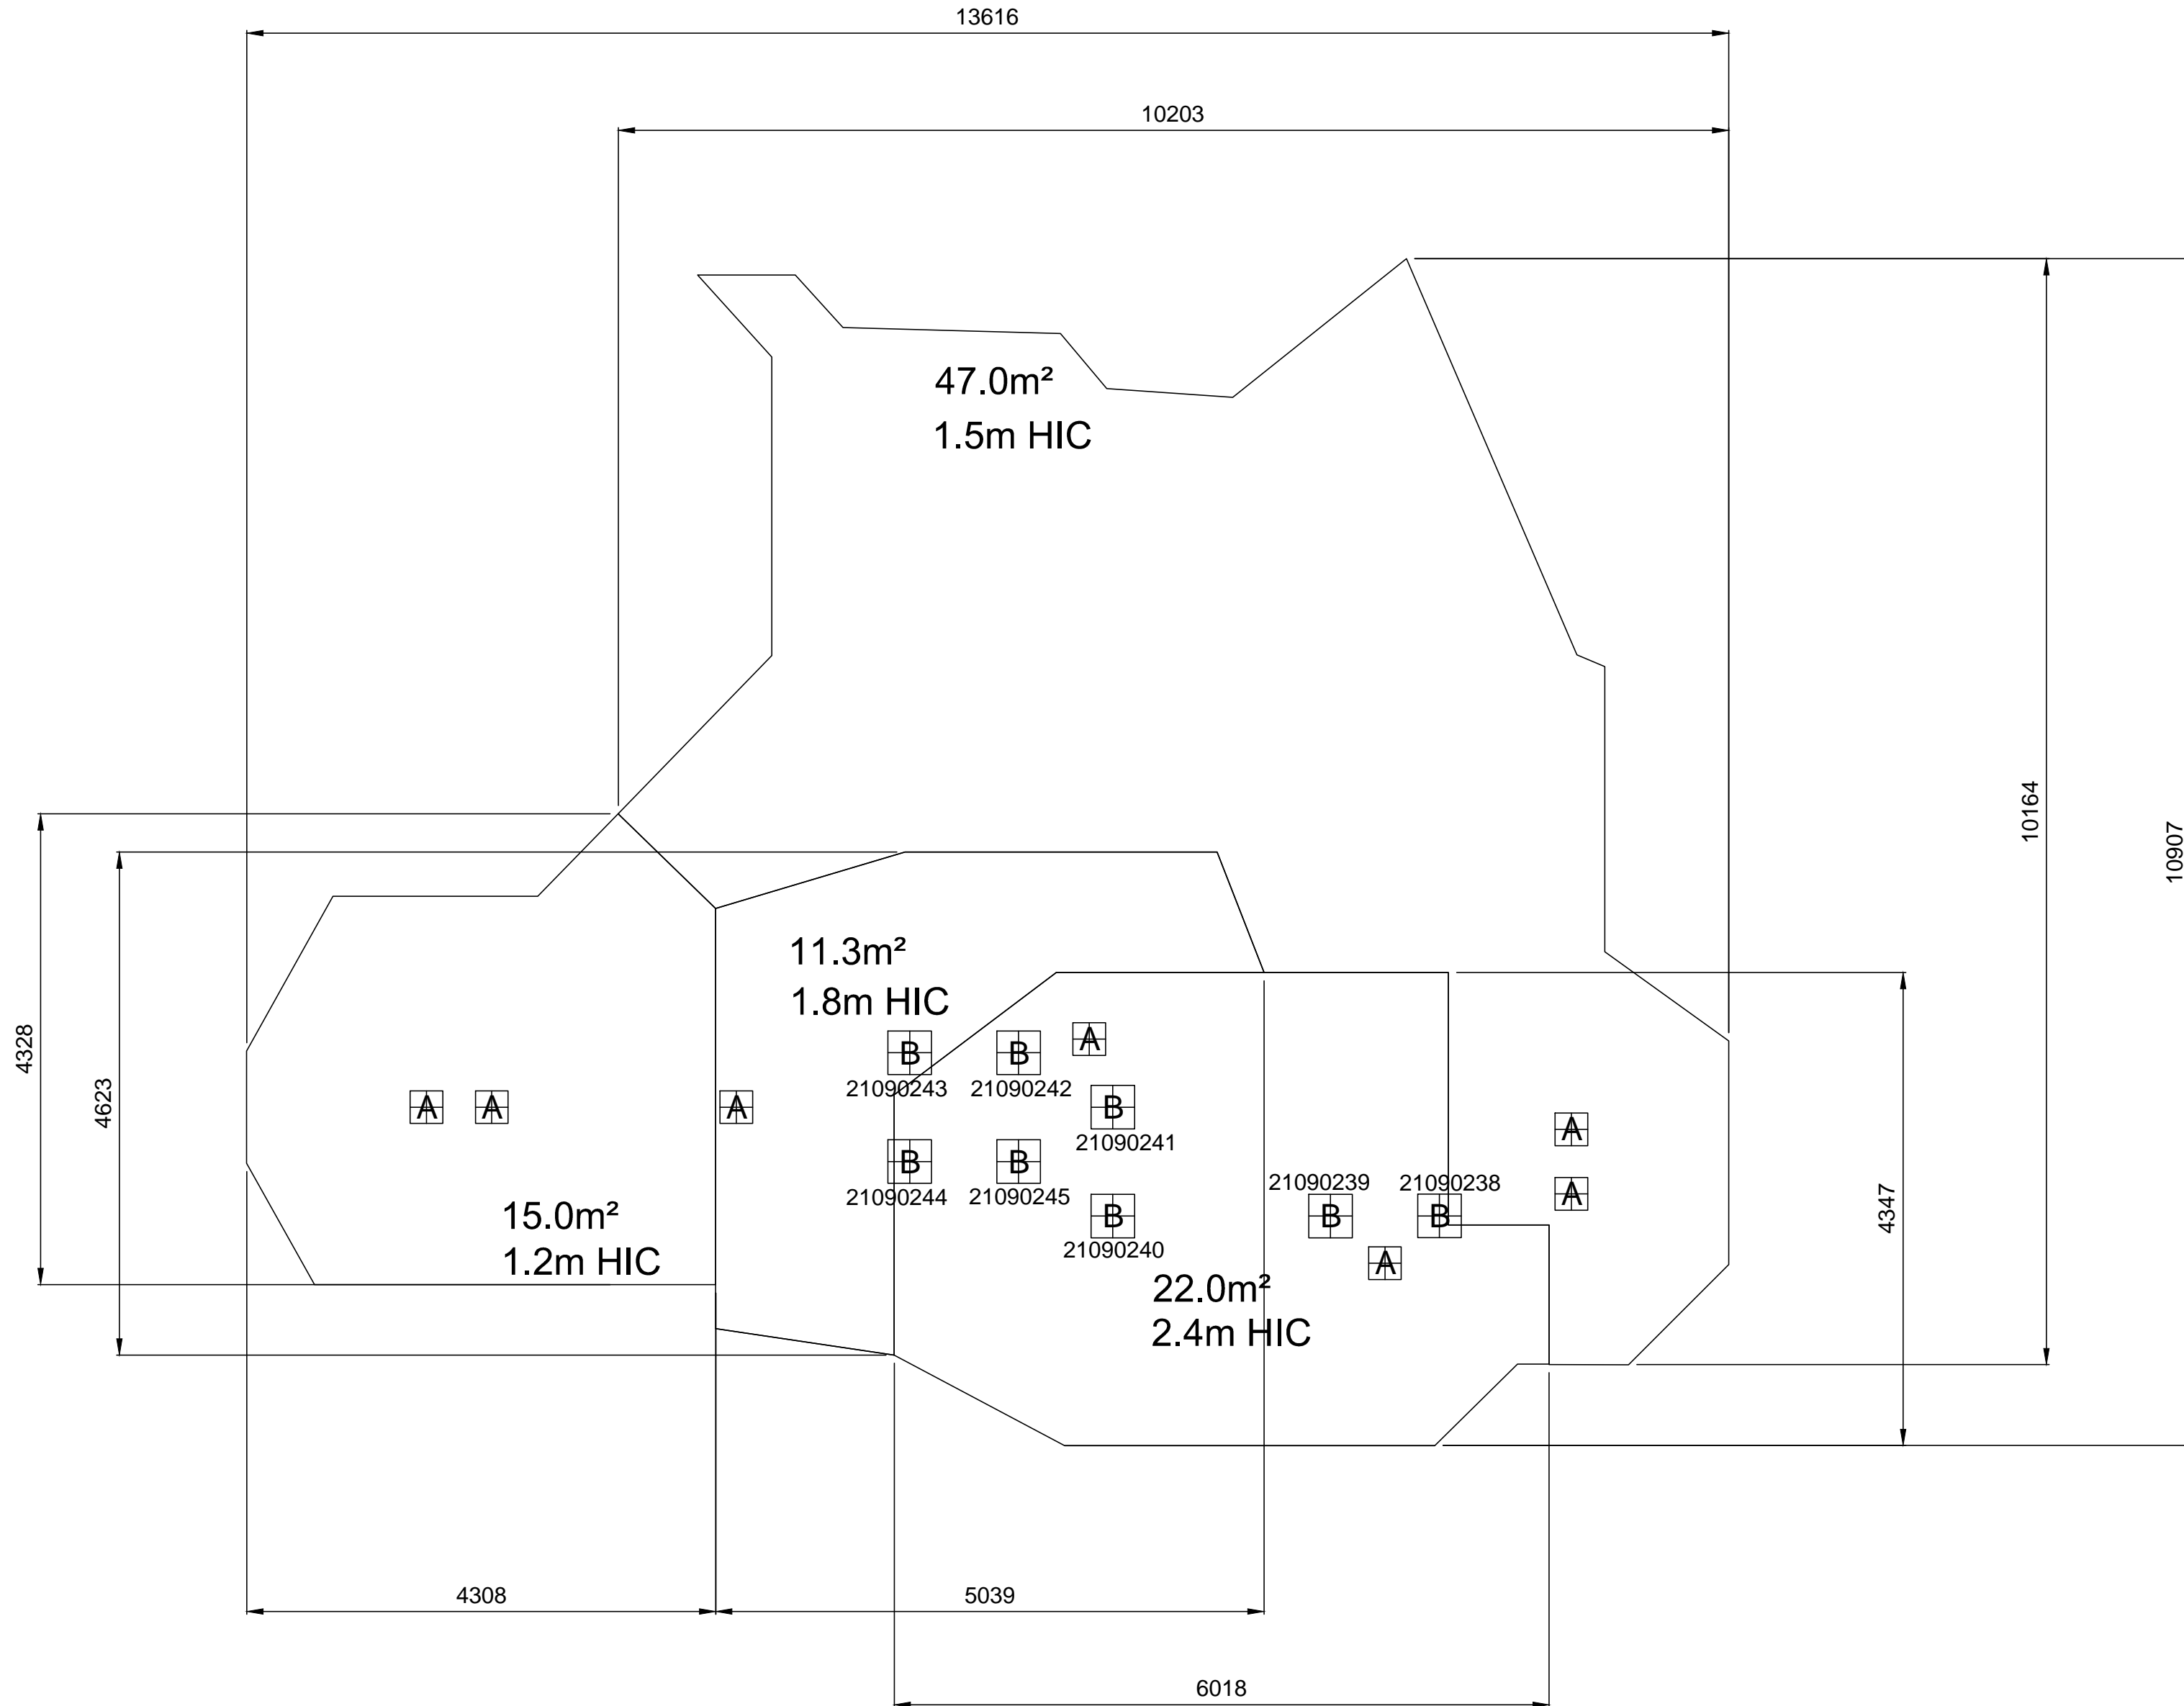 13616
10203
47.0m²
1.5m HIC
10164
10907
11.3m²
1.8m HIC
4328
4623
B
B
A
21090243
21090242
A
A
A
B
21090241
A
B
B
21090244
21090245
21090239
21090238
A
4347
15.0m²
1.2m HIC
B
B
B
21090240
A
22.0m²
2.4m HIC
4308
5039
6018